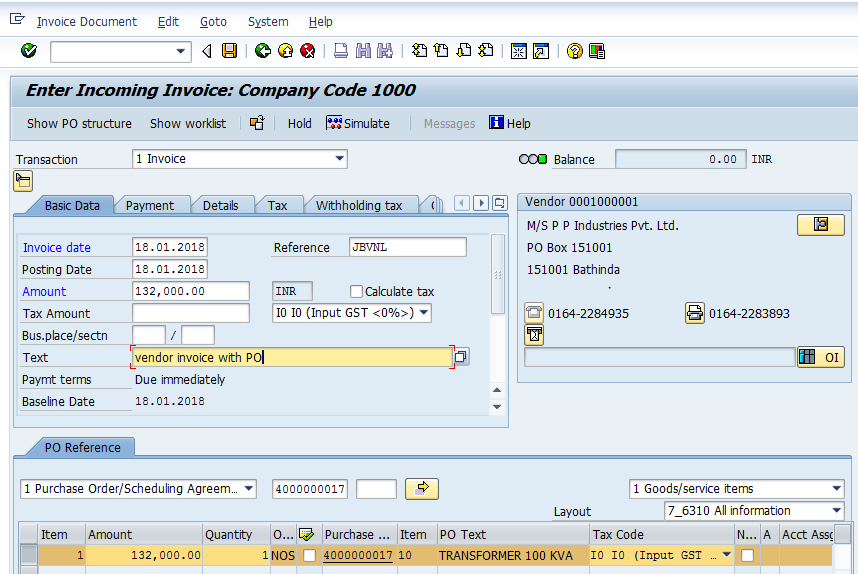 Invoice Document Edit Goto System Help
Enter Incoming Invoice: Company Code 1000
Show PO structure Show worklist Hold Simulate Messages Help
Transaction 1 Invoice Balance 0.00 INR
Basic Data Payment Details Tax Withholding tax
Vendor 0001000001
M/S P P Industries Pvt. Ltd.
PO Box 151001
151001 Bathinda
0164-2284935 0164-2283893
OI
Invoice date 18.01.2018 Reference JBVNL
Posting Date 18.01.2018
Amount 132,000.00 INR Calculate tax
Tax Amount I0 I0 (Input GST <0%>)
Bus.place/sectn /
Text vendor invoice with PO
Paymt terms Due immediately
Baseline Date 18.01.2018
PO Reference
1 Purchase Order/Scheduling Agreem... 4000000017 1 Goods/service items
Layout 7_6310 All information
Item Amount Quantity O... Purchase ... Item PO Text Tax Code N... A Acct Assg
1 132,000.00 1 NOS 4000000017 10 TRANSFORMER 100 KVA I0 I0 (Input GST ...